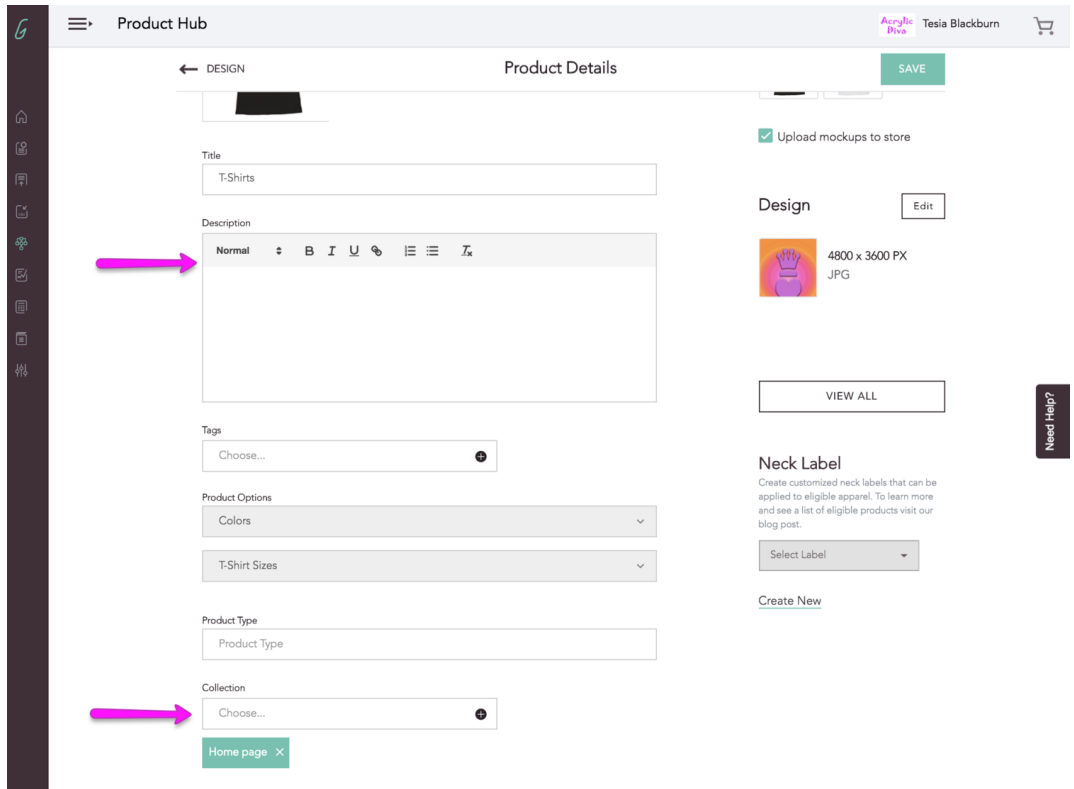 Product Hub
Acrylic
Diva
Tesia Blackburn
DESIGN
Product Details
SAVE
Upload mockups to store
Title
T-Shirts
Design
Edit
Description
Normal
B I U
4800 x 3600 PX
JPG
VIEW ALL
Need Help?
Tags
Choose...
Neck Label
Create customized neck labels that can be
applied to eligible apparel. To learn more
and see a list of eligible products visit our
blog post.
Product Options
Colors
Select Label
T-Shirt Sizes
Create New
Product Type
Product Type
Collection
Choose...
Home page ×